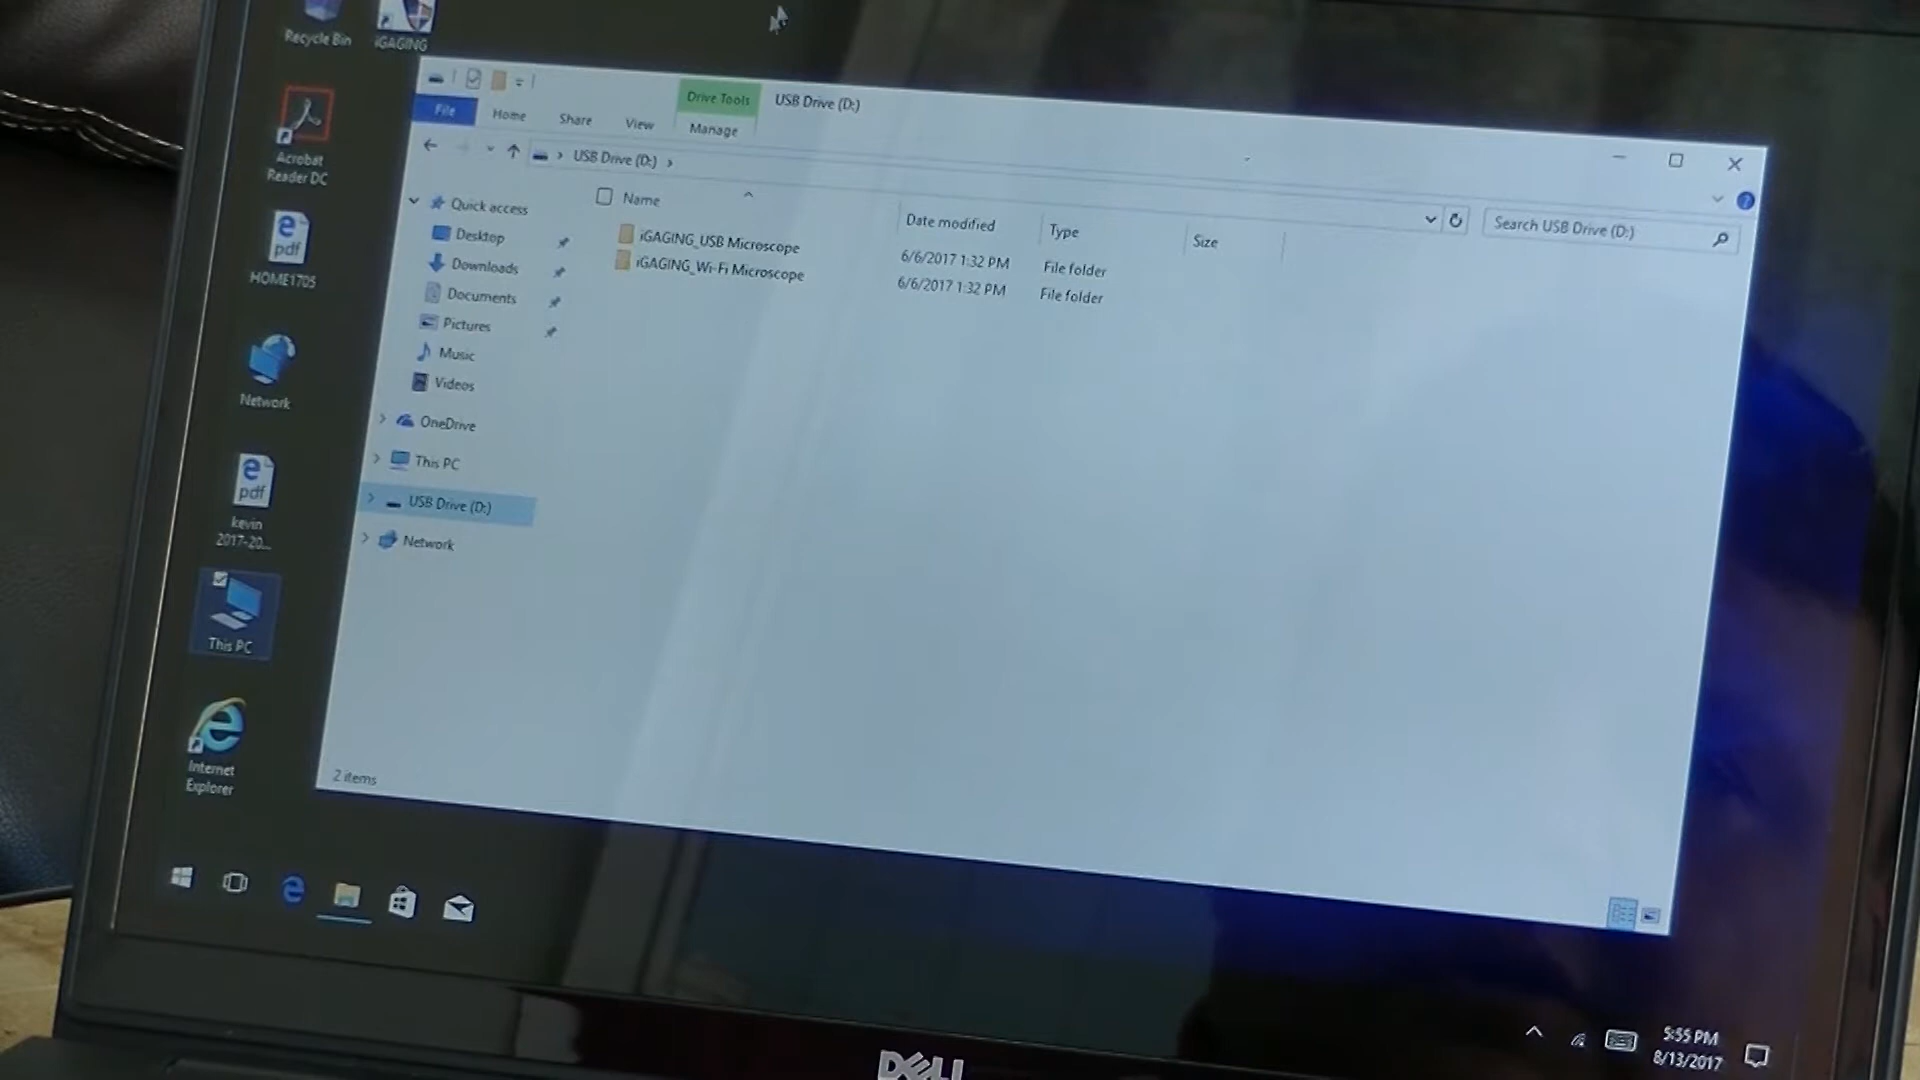 Recycle Bin
iGAGING
Acrobat
Reader DC
pdf
HOME1705
Network
pdf
kevin
2017-20...
This PC
Internet
Explorer
Drive Tools
USB Drive (D:)
File
Home
Share
View
Manage
USB Drive (D:)
Search USB Drive (D:)
Quick access
Desktop
Downloads
Documents
Pictures
Music
Videos
OneDrive
This PC
USB Drive (D:)
Network
Name
Date modified
Type
Size
iGAGING_USB Microscope
6/6/2017 1:32 PM
File folder
iGAGING_Wi-Fi Microscope
6/6/2017 1:32 PM
File folder
2 items
5:55 PM
8/13/2017
DELL